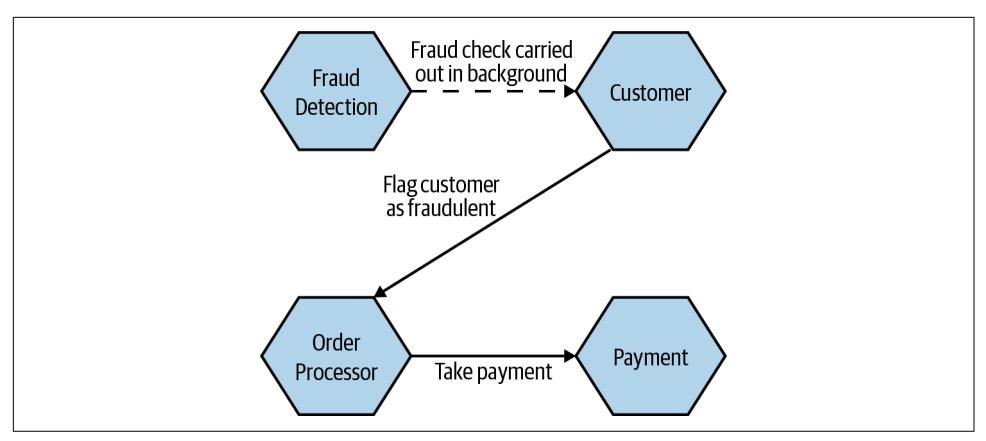 Fraud
Detection
Fraud check carried
out in background
Customer
Flag customer
as fraudulent
Order
Processor
Take payment
Payment